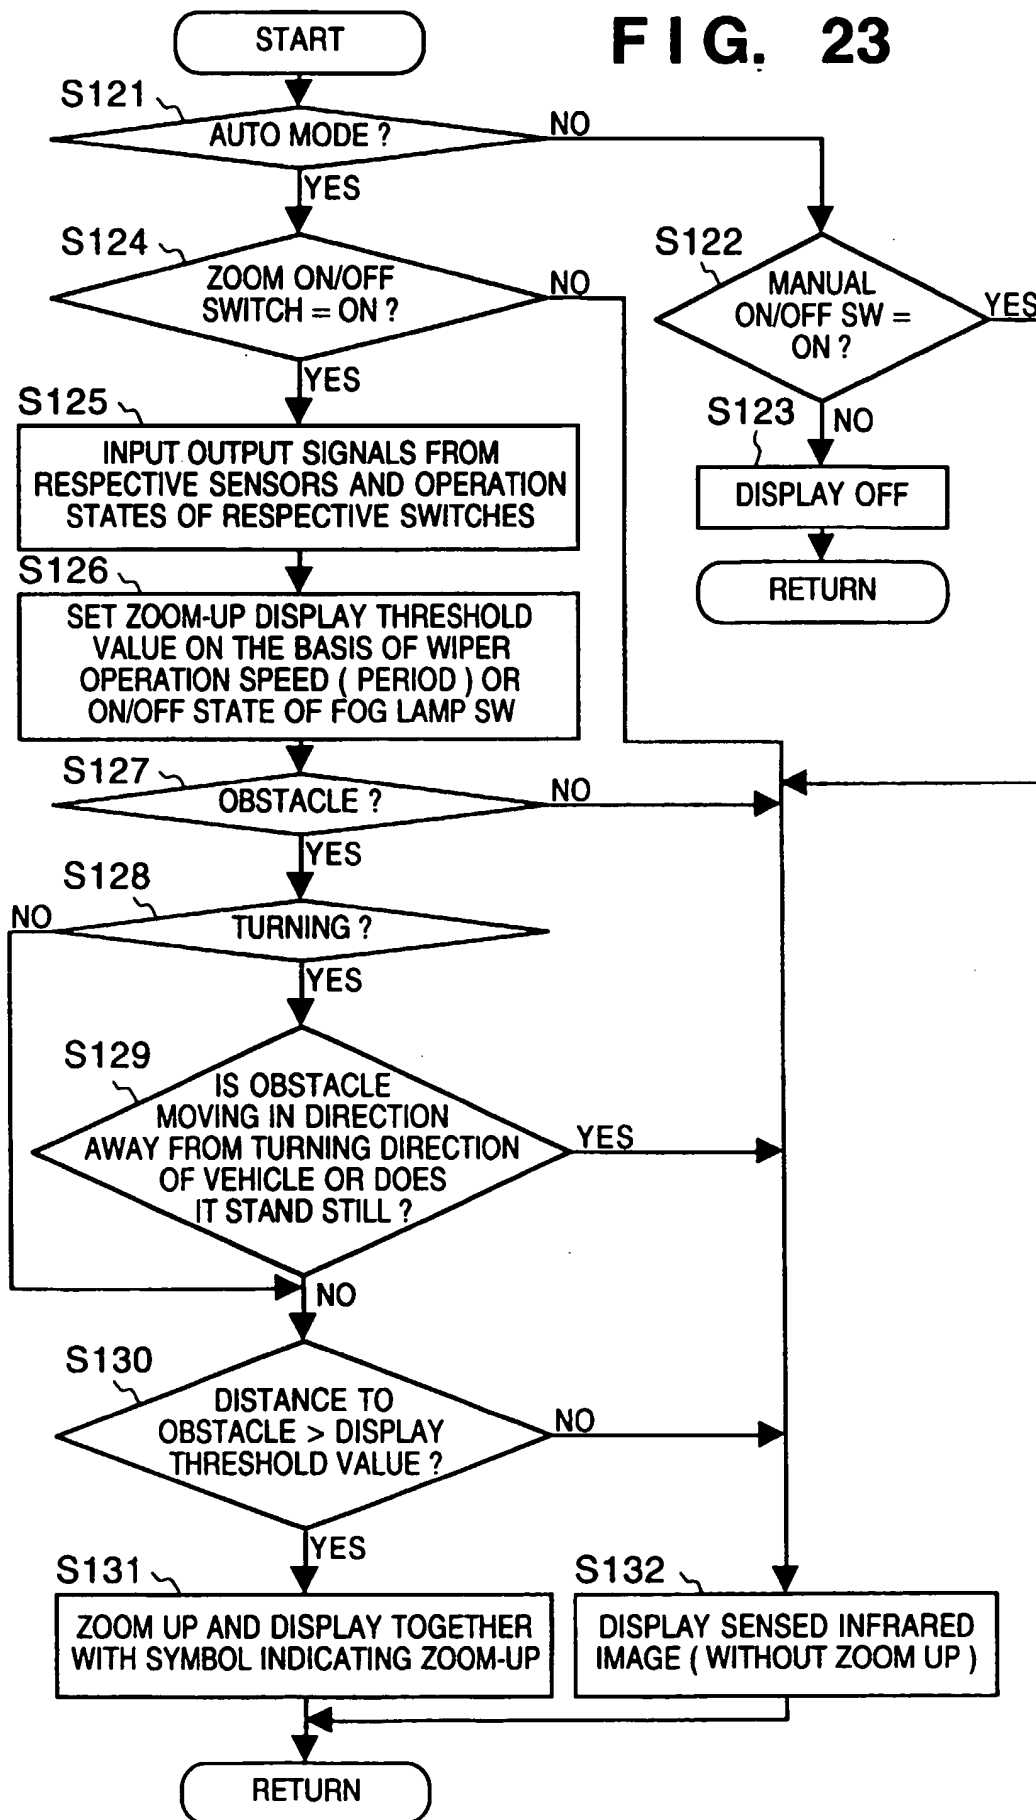 START
FIG. 23
S121
AUTO MODE ?
NO
YES
S124
ZOOM ON/OFF
SWITCH = ON ?
NO
YES
S122
MANUAL
ON/OFF SW =
ON ?
YES
NO
S123
DISPLAY OFF
RETURN
S125
INPUT OUTPUT SIGNALS FROM
RESPECTIVE SENSORS AND OPERATION
STATES OF RESPECTIVE SWITCHES
S126
SET ZOOM-UP DISPLAY THRESHOLD
VALUE ON THE BASIS OF WIPER
OPERATION SPEED ( PERIOD ) OR
ON/OFF STATE OF FOG LAMP SW
S127
OBSTACLE ?
NO
YES
S128
NO
TURNING ?
YES
S129
IS OBSTACLE
MOVING IN DIRECTION
AWAY FROM TURNING DIRECTION
OF VEHICLE OR DOES
IT STAND STILL ?
YES
NO
S130
DISTANCE TO
OBSTACLE > DISPLAY
THRESHOLD VALUE ?
NO
YES
S131
ZOOM UP AND DISPLAY TOGETHER
WITH SYMBOL INDICATING ZOOM-UP
S132
DISPLAY SENSED INFRARED
IMAGE ( WITHOUT ZOOM UP )
RETURN